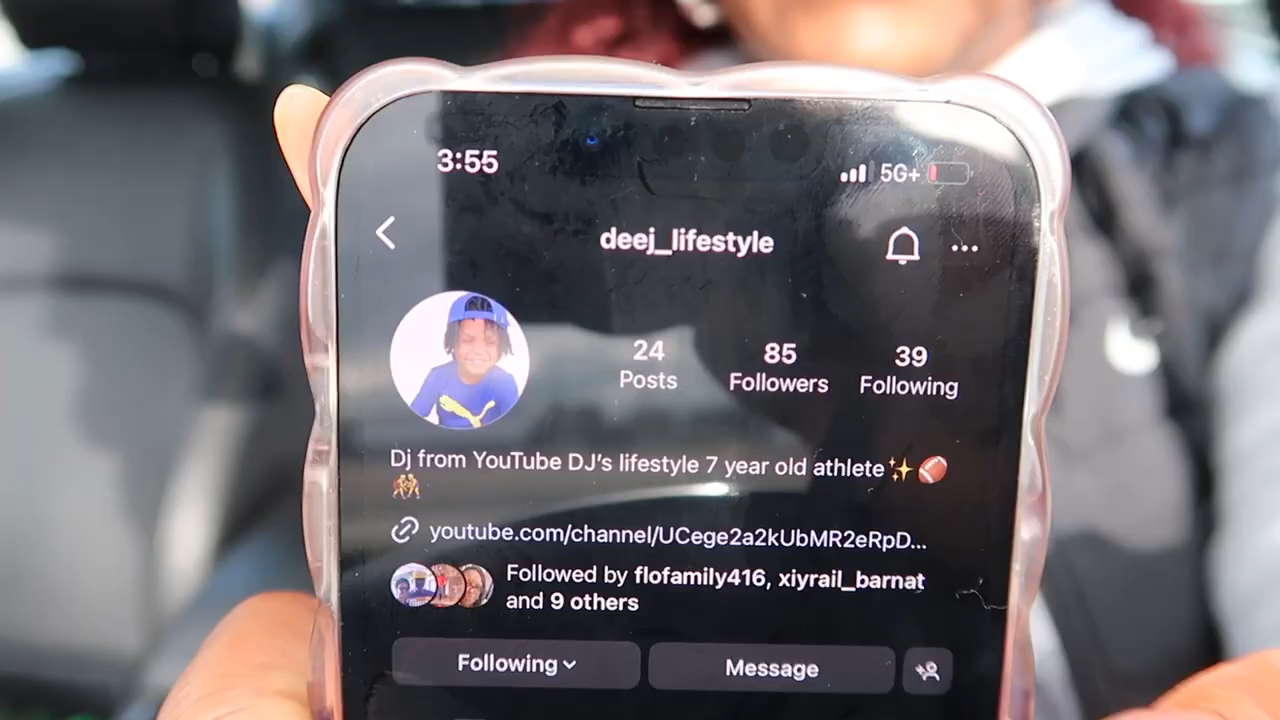 3:55
5G+
deej_lifestyle
24
85
39
Posts
Followers
Following
Dj from YouTube DJ's lifestyle 7 year old athlete✨🏈
🤼
youtube.com/channel/UCege2a2kUbMR2eRpD...
Followed by flofamily416, xiyrail_barnat
and 9 others
Following
Message